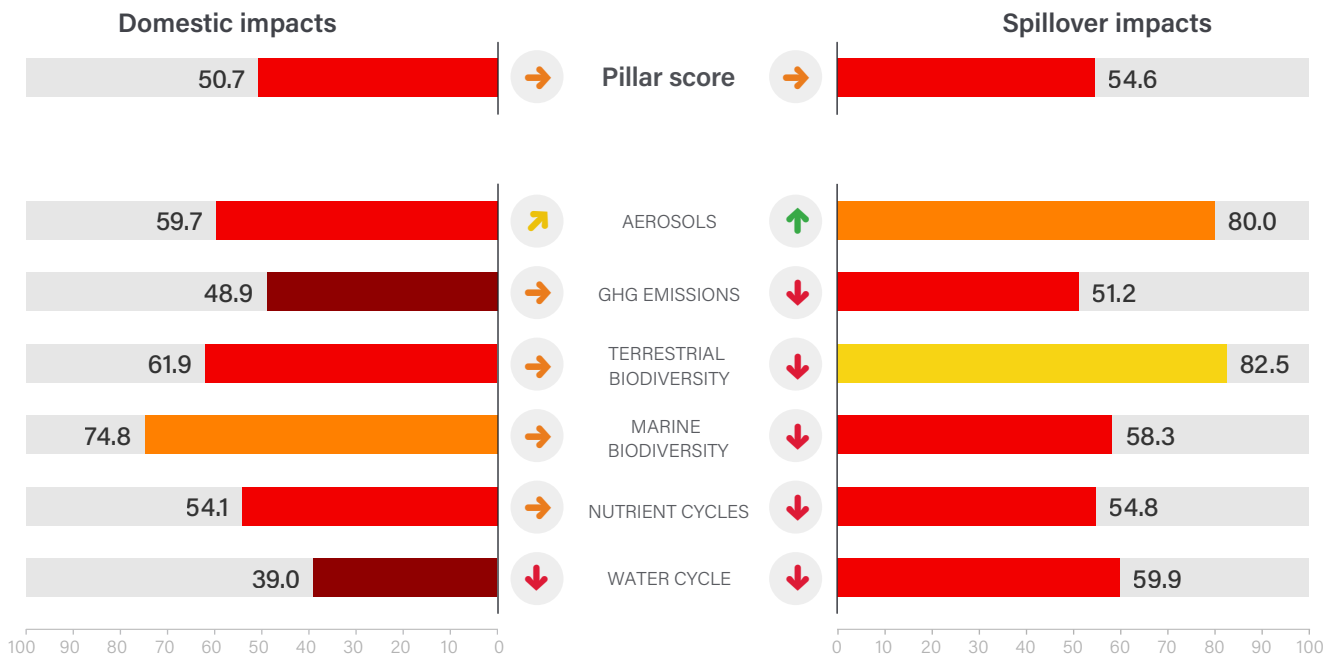 Domestic impacts
Spillover impacts
50.7
Pillar score
54.6
59.7
AEROSOLS
80.0
48.9
GHG EMISSIONS
51.2
61.9
TERRESTRIAL
BIODIVERSITY
82.5
74.8
MARINE
BIODIVERSITY
58.3
54.1
NUTRIENT CYCLES
54.8
39.0
WATER CYCLE
59.9
100 90 80 70 60 50 40 30 20 10 0
0 10 20 30 40 50 60 70 80 90 100